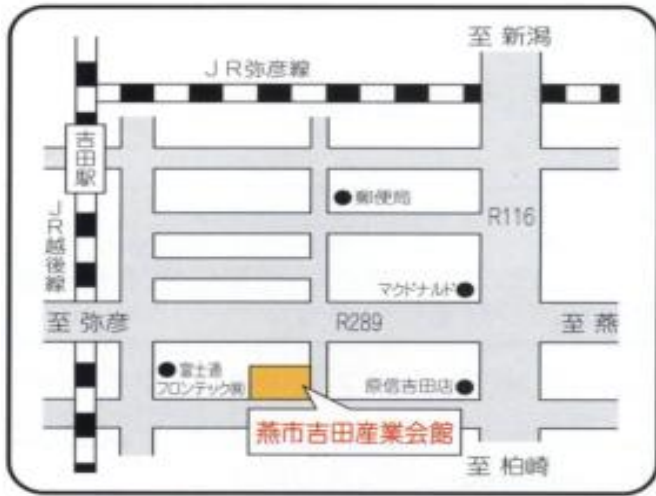 至 新潟
JR弥彦線
吉田駅
郵便局
R116
JR越後線
マクドナルド
至 弥彦
R289
至 燕
富士通
フロンテック㈱
原信吉田店
燕市吉田産業会館
至 柏崎